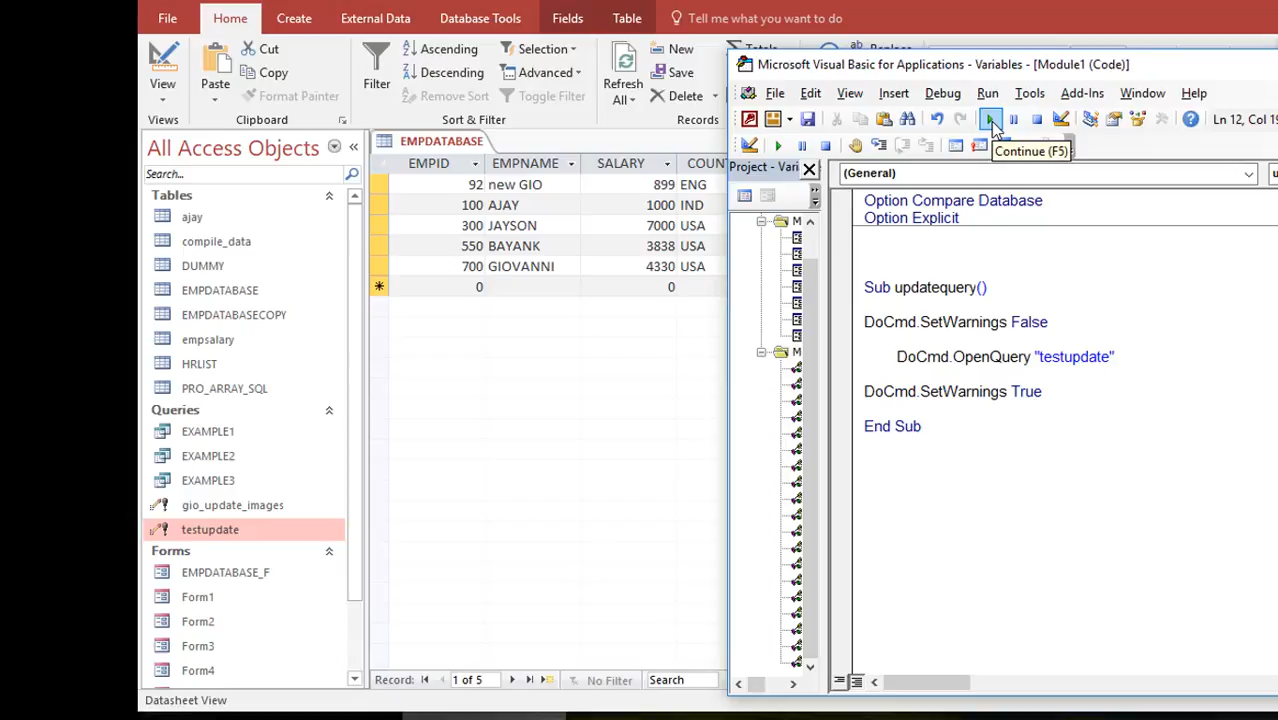 File Home Create External Data Database Tools Fields Table Tell me what you want to do
View
Paste
Cut
Copy
Format Painter
Filter
Ascending
Descending
Remove Sort
Selection
Advanced
Toggle Filter
Refresh
All
New
Save
Delete
Views Clipboard Sort & Filter Records
Microsoft Visual Basic for Applications - Variables - [Module1 (Code)]
File Edit View Insert Debug Run Tools Add-Ins Window Help
Ln 12, Col 19
Continue (F5)
Project - Vari
(General)
M
M
All Access Objects
Search...
Tables
ajay
compile_data
DUMMY
EMPDATABASE
EMPDATABASECOPY
empsalary
HRLIST
PRO_ARRAY_SQL
Queries
EXAMPLE1
EXAMPLE2
EXAMPLE3
gio_update_images
testupdate
Forms
EMPDATABASE_F
Form1
Form2
Form3
Form4
EMPDATABASE
EMPID EMPNAME SALARY COUN
92 new GIO 899 ENG
100 AJAY 1000 IND
300 JAYSON 7000 USA
550 BAYANK 3838 USA
700 GIOVANNI 4330 USA
0 0
Option Compare Database
Option Explicit
Sub updatequery()
DoCmd.SetWarnings False
DoCmd.OpenQuery "testupdate"
DoCmd.SetWarnings True
End Sub
Record: 1 of 5 No Filter Search
Datasheet View